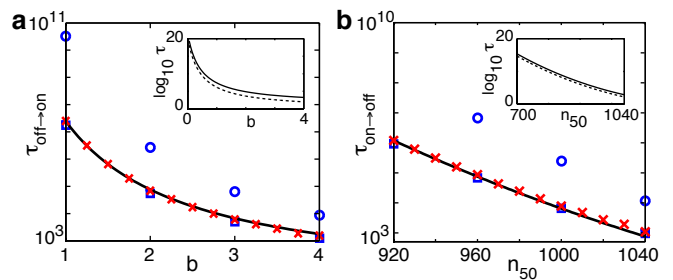 a
10^11
τ_off→on
10^3
1 2 3 4
b
20
log_10 τ
0
0 b 4
b
10^10
τ_on→off
10^3
920 960 1000 1040
n_50
20
log_10 τ
0
700 n_50 1040